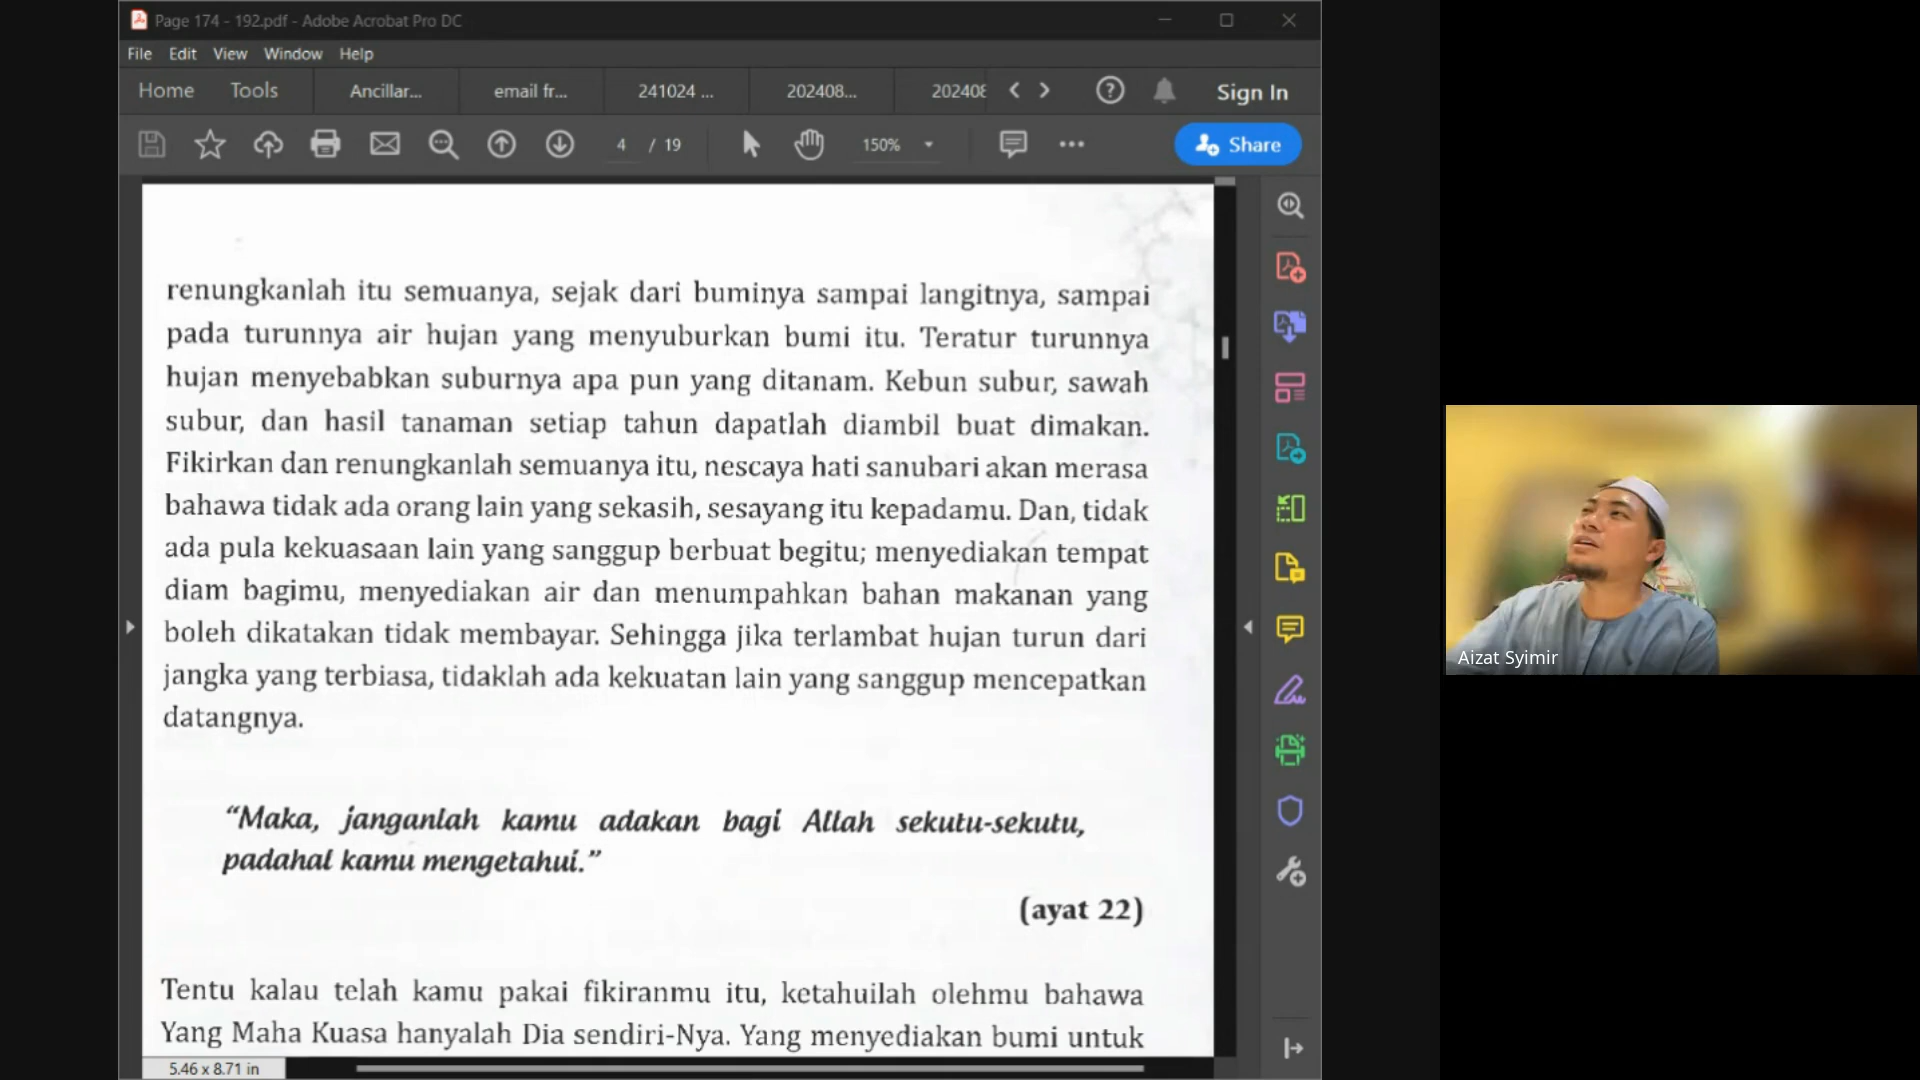 Page 174 - 192.pdf - Adobe Acrobat Pro DC
File Edit View Window Help
Home Tools Ancillar... email fr... 241024 ... 202408... 202408 Sign In
4 / 19 150% Share
renungkanlah itu semuanya, sejak dari buminya sampai langitnya, sampai
pada turunnya air hujan yang menyuburkan bumi itu. Teratur turunnya
hujan menyebabkan suburnya apa pun yang ditanam. Kebun subur, sawah
subur, dan hasil tanaman setiap tahun dapatlah diambil buat dimakan.
Fikirkan dan renungkanlah semuanya itu, nescaya hati sanubari akan merasa
bahawa tidak ada orang lain yang sekasih, sesayang itu kepadamu. Dan, tidak
ada pula kekuasaan lain yang sanggup berbuat begitu; menyediakan tempat
diam bagimu, menyediakan air dan menumpahkan bahan makanan yang
boleh dikatakan tidak membayar. Sehingga jika terlambat hujan turun dari
jangka yang terbiasa, tidaklah ada kekuatan lain yang sanggup mencepatkan
datangnya.
“Maka, janganlah kamu adakan bagi Allah sekutu-sekutu,
padahal kamu mengetahui.”
(ayat 22)
Tentu kalau telah kamu pakai fikiranmu itu, ketahuilah olehmu bahawa
Yang Maha Kuasa hanyalah Dia sendiri-Nya. Yang menyediakan bumi untuk
5.46 x 8.71 in
Aizat Syimir